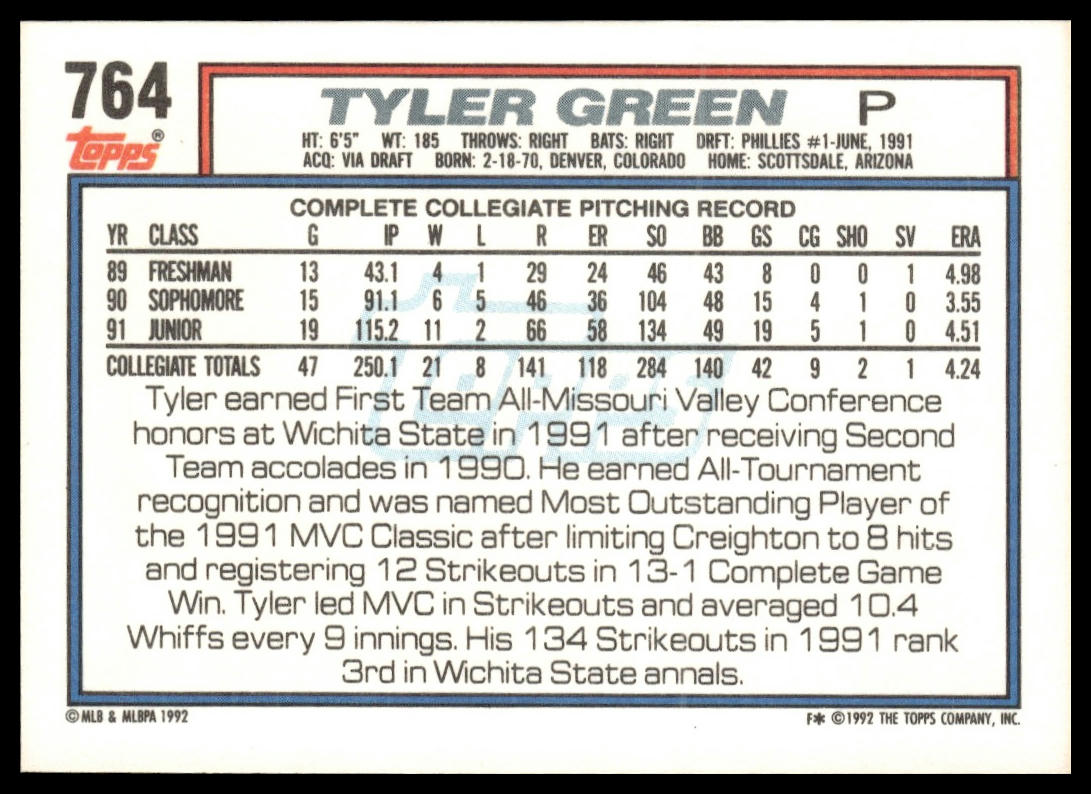 764
Topps®
TYLER GREEN P
HT: 6'5" WT: 185 THROWS: RIGHT BATS: RIGHT DRFT: PHILLIES #1-JUNE, 1991
ACQ: VIA DRAFT BORN: 2-18-70, DENVER, COLORADO HOME: SCOTTSDALE, ARIZONA
COMPLETE COLLEGIATE PITCHING RECORD
YR CLASS G IP W L R ER SO BB GS CG SHO SV ERA
89 FRESHMAN 13 43.1 4 1 29 24 46 43 8 0 0 1 4.98
90 SOPHOMORE 15 91.1 6 5 46 36 104 48 15 4 1 0 3.55
91 JUNIOR 19 115.2 11 2 66 58 134 49 19 5 1 0 4.51
COLLEGIATE TOTALS 47 250.1 21 8 141 118 284 140 42 9 2 1 4.24
Tyler earned First Team All-Missouri Valley Conference
honors at Wichita State in 1991 after receiving Second
Team accolades in 1990. He earned All-Tournament
recognition and was named Most Outstanding Player of
the 1991 MVC Classic after limiting Creighton to 8 hits
and registering 12 Strikeouts in 13-1 Complete Game
Win. Tyler led MVC in Strikeouts and averaged 10.4
Whiffs every 9 innings. His 134 Strikeouts in 1991 rank
3rd in Wichita State annals.
© MLB & MLBPA 1992
F✱ ©1992 THE TOPPS COMPANY, INC.